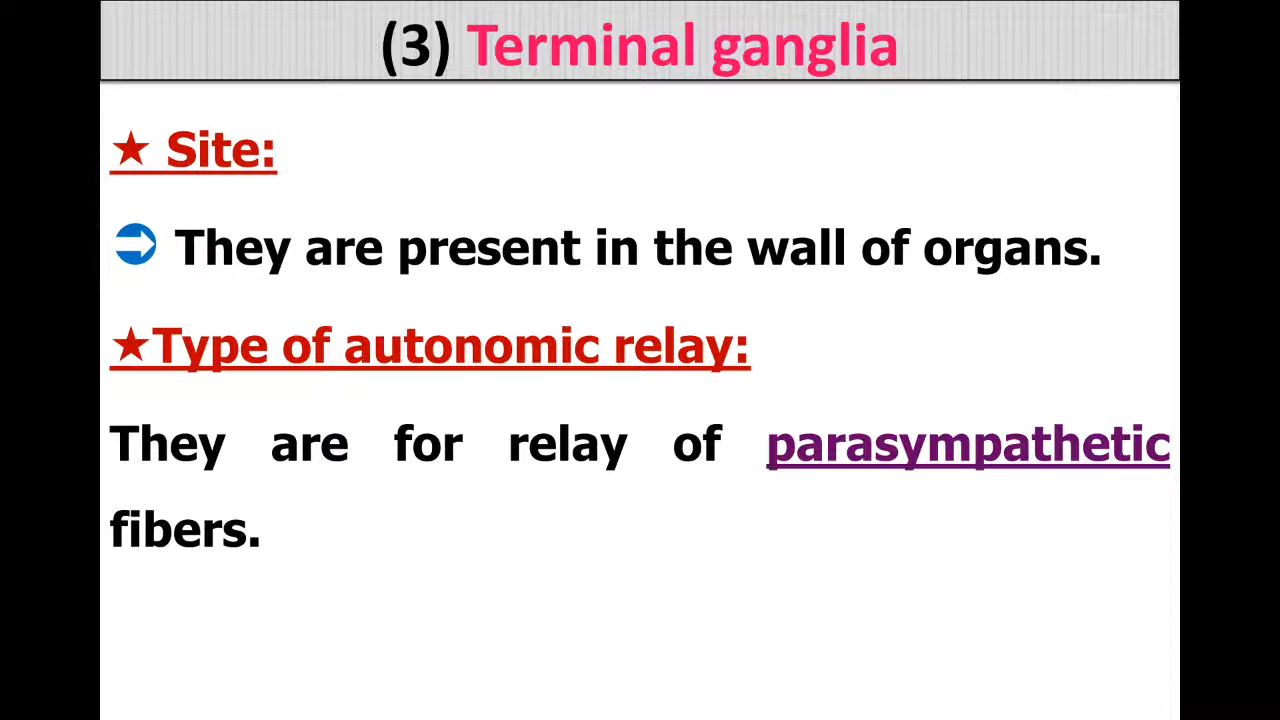 (3) Terminal ganglia
★ Site:
➲ They are present in the wall of organs.
★Type of autonomic relay:
They are for relay of parasympathetic
fibers.